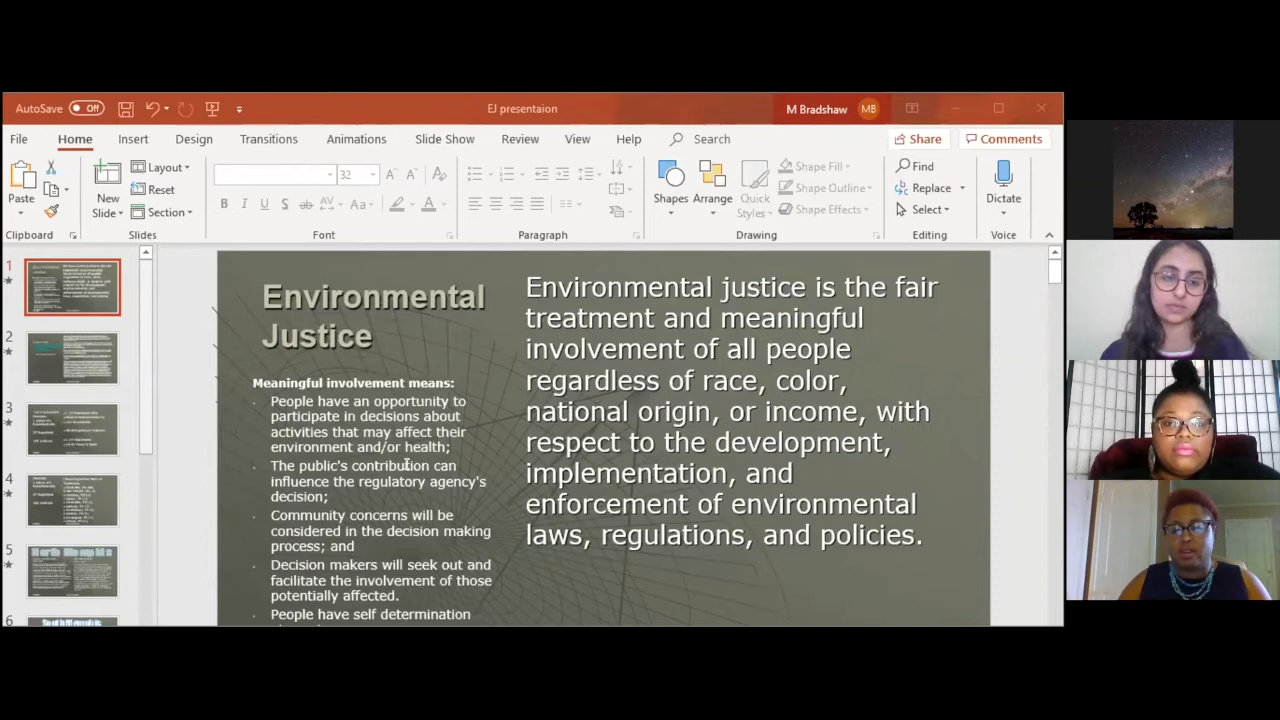 AutoSave Off EJ presentaion M Bradshaw MB
File Home Insert Design Transitions Animations Slide Show Review View Help Search Share Comments
Paste
New
Slide
Layout
Reset
Section
32
B I U S ab AV Aa A
Shapes
Arrange
Quick
Styles
Shape Fill
Shape Outline
Shape Effects
Find
Replace
Select
Dictate
Clipboard Slides Font Paragraph Drawing Editing Voice
1
2
3
4
5
6
Environmental
Justice
Meaningful involvement means:
People have an opportunity to
participate in decisions about
activities that may affect their
environment and/or health;
The public's contribution can
influence the regulatory agency's
decision;
Community concerns will be
considered in the decision making
process; and
Decision makers will seek out and
facilitate the involvement of those
potentially affected.
People have self determination
Environmental justice is the fair
treatment and meaningful
involvement of all people
regardless of race, color,
national origin, or income, with
respect to the development,
implementation, and
enforcement of environmental
laws, regulations, and policies.